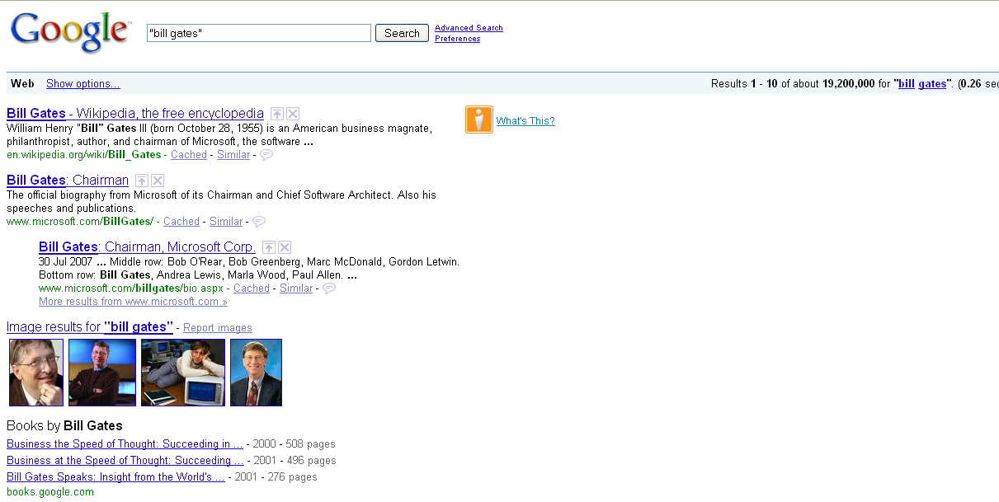 Google™
"bill gates"
Search
Advanced Search
Preferences
Web Show options...
Results 1 - 10 of about 19,200,000 for "bill gates". (0.26 sec
Bill Gates - Wikipedia, the free encyclopedia
William Henry "Bill" Gates III (born October 28, 1955) is an American business magnate,
philanthropist, author, and chairman of Microsoft, the software ...
en.wikipedia.org/wiki/Bill_Gates - Cached - Similar -
What's This?
Bill Gates: Chairman
The official biography from Microsoft of its Chairman and Chief Software Architect. Also his
speeches and publications.
www.microsoft.com/BillGates/ - Cached - Similar -
Bill Gates: Chairman, Microsoft Corp.
30 Jul 2007 ... Middle row: Bob O'Rear, Bob Greenberg, Marc McDonald, Gordon Letwin.
Bottom row: Bill Gates, Andrea Lewis, Marla Wood, Paul Allen. ...
www.microsoft.com/billgates/bio.aspx - Cached - Similar -
More results from www.microsoft.com »
Image results for "bill gates" - Report images
Books by Bill Gates
Business the Speed of Thought: Succeeding in ... - 2000 - 508 pages
Business at the Speed of Thought: Succeeding ... - 2001 - 496 pages
Bill Gates Speaks: Insight from the World's ... - 2001 - 276 pages
books.google.com